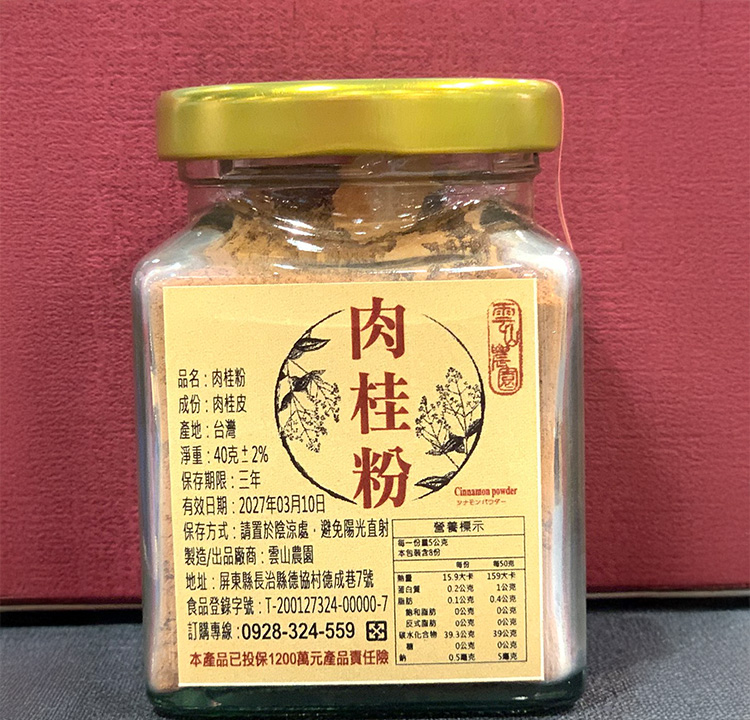 肉桂粉
雲山農園
品名：肉桂粉
成份：肉桂皮
產地：台灣
淨重：40克±2%
保存期限：三年
有效日期：2027年03月10日
保存方式：請置於陰涼處，避免陽光直射
製造/出品廠商：雲山農園
地址：屏東縣長治縣德協村德成巷7號
食品登錄字號：T-200127324-00000-7
訂購專線：0928-324-559
本產品已投保1200萬元產品責任險
Cinnamon powder
シナモンパウダー
營養標示
每一份量5公克
本包裝含8份
每份 每50克
熱量 15.9大卡 159大卡
蛋白質 0.2公克 1公克
脂肪 0.1公克 0.4公克
飽和脂肪 0公克 0公克
反式脂肪 0公克 0公克
碳水化合物 39.3公克 39公克
糖 0公克 0公克
鈉 0.5毫克 5毫克